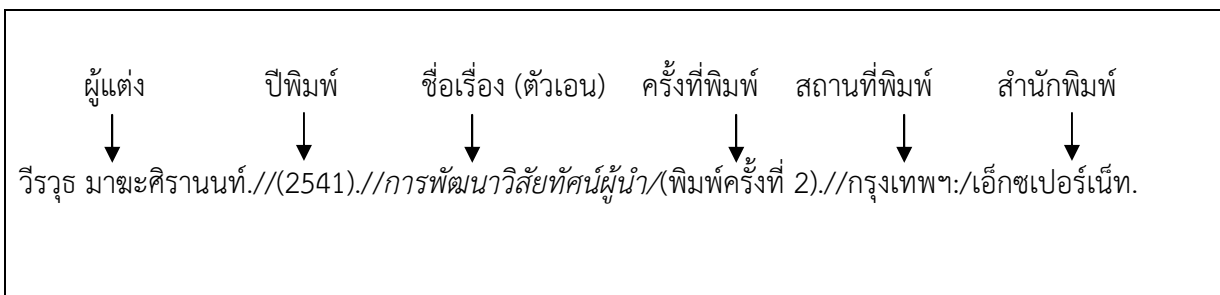 ผู้แต่ง ปีพิมพ์ ชื่อเรื่อง (ตัวเอน) ครั้งที่พิมพ์ สถานที่พิมพ์ สำนักพิมพ์
วีรวุธ มาฆะศิรานนท์.//(2541).//การพัฒนาวิสัยทัศน์ผู้นำ/(พิมพ์ครั้งที่ 2).//กรุงเทพฯ:/เอ็กซเปอร์เน็ท.